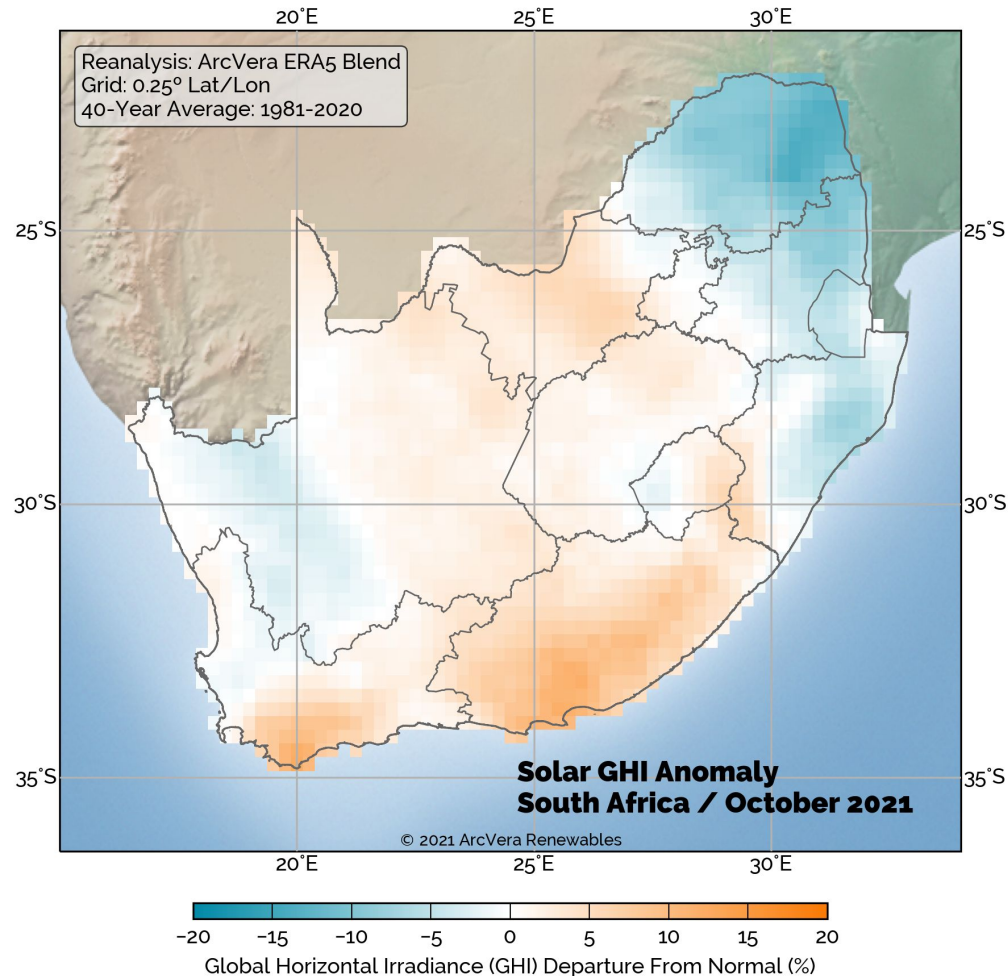 20°E 25°E 30°E
Reanalysis: ArcVera ERA5 Blend
Grid: 0.25º Lat/Lon
40-Year Average: 1981-2020
25°S 25°S
30°S 30°S
35°S 35°S
Solar GHI Anomaly
South Africa / October 2021
© 2021 ArcVera Renewables
20°E 25°E 30°E
−20 −15 −10 −5 0 5 10 15 20
Global Horizontal Irradiance (GHI) Departure From Normal (%)